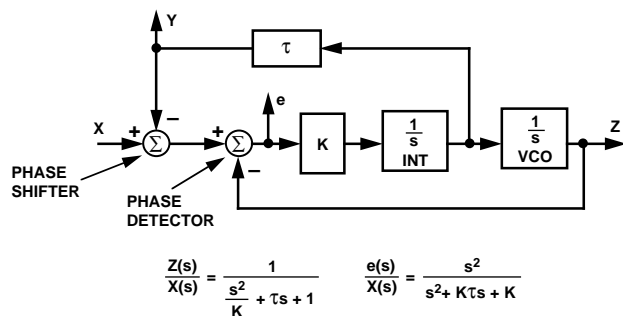 Y
τ
e
X
+
−
Σ
+
Σ
−
K
1
s
INT
1
s
VCO
Z
PHASE
SHIFTER
PHASE
DETECTOR
Z(s)/X(s) = 1/(s²/K + τs + 1)
e(s)/X(s) = s²/(s²+ Kτs + K)